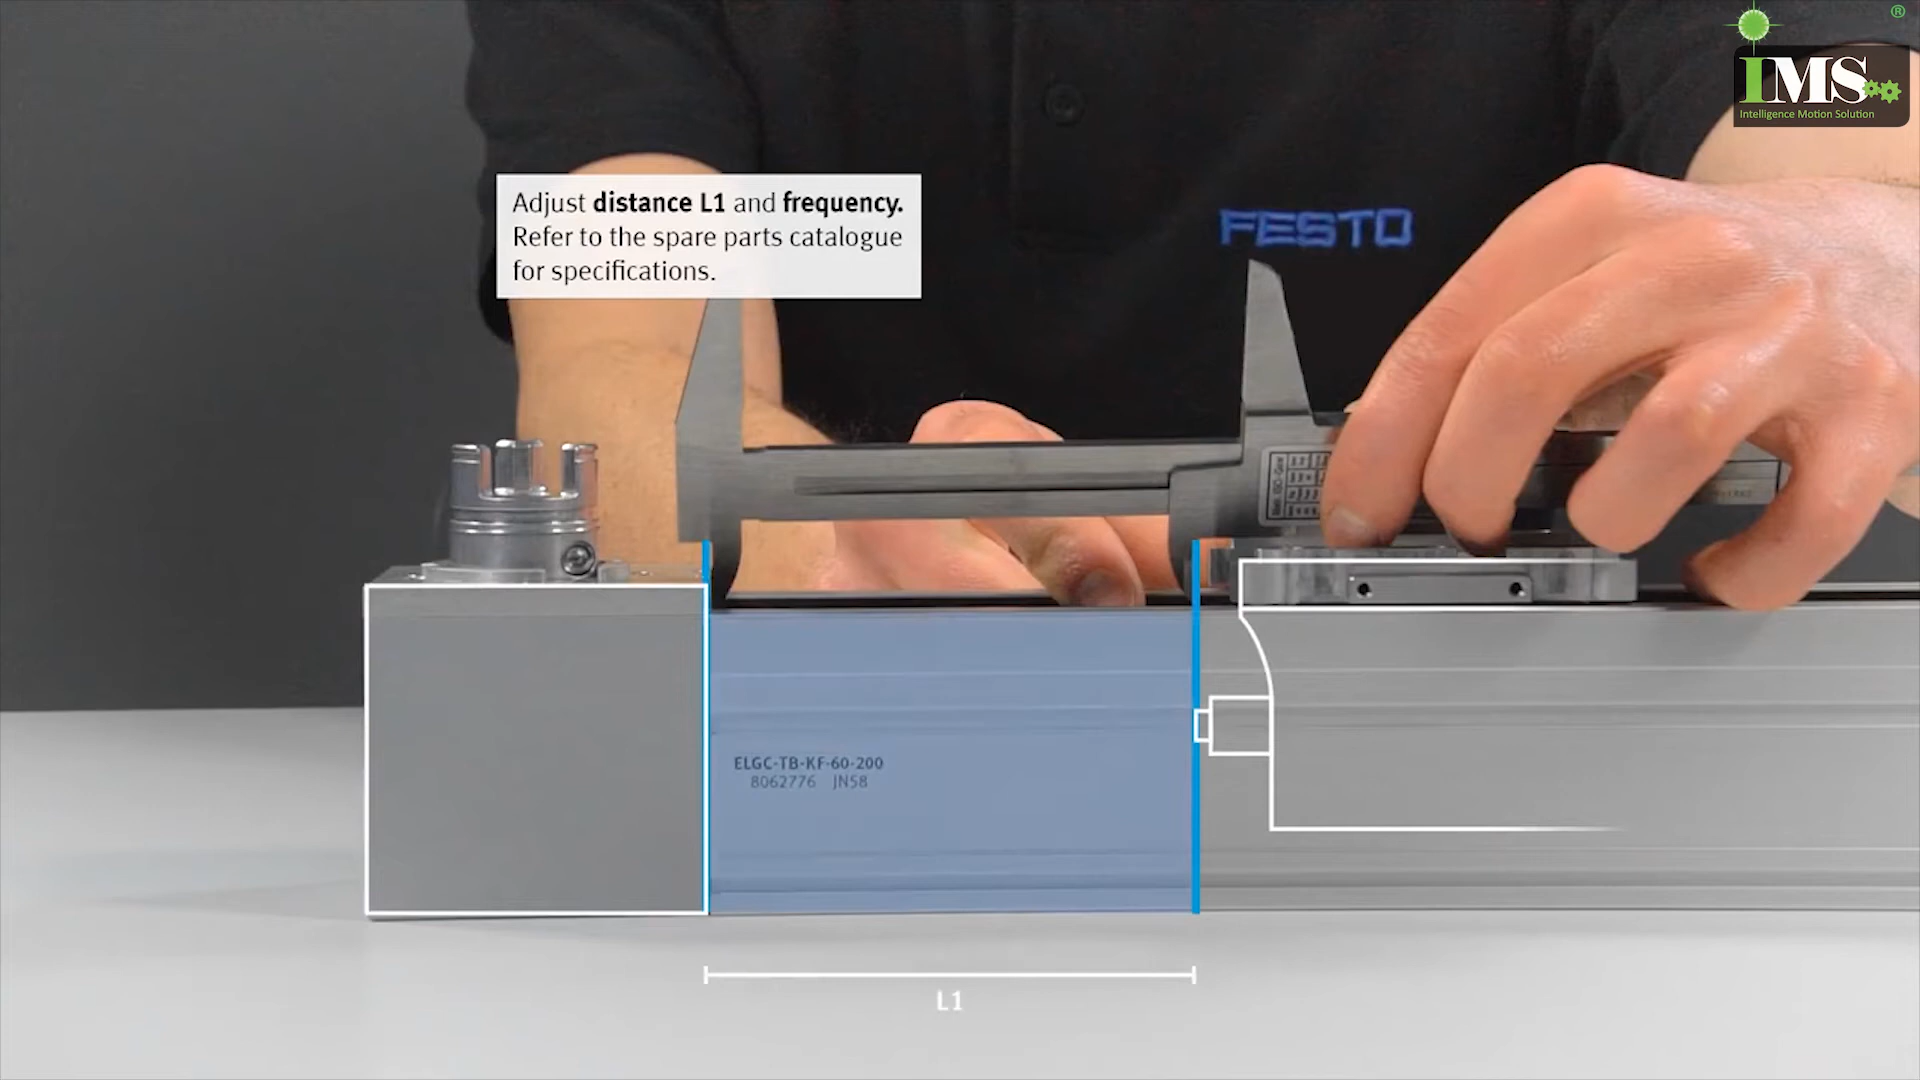 ®
IMS
Intelligence Motion Solution
Adjust distance L1 and frequency.
Refer to the spare parts catalogue
for specifications.
FESTO
ELGC-TB-KF-60-200
8062776 JN58
L1